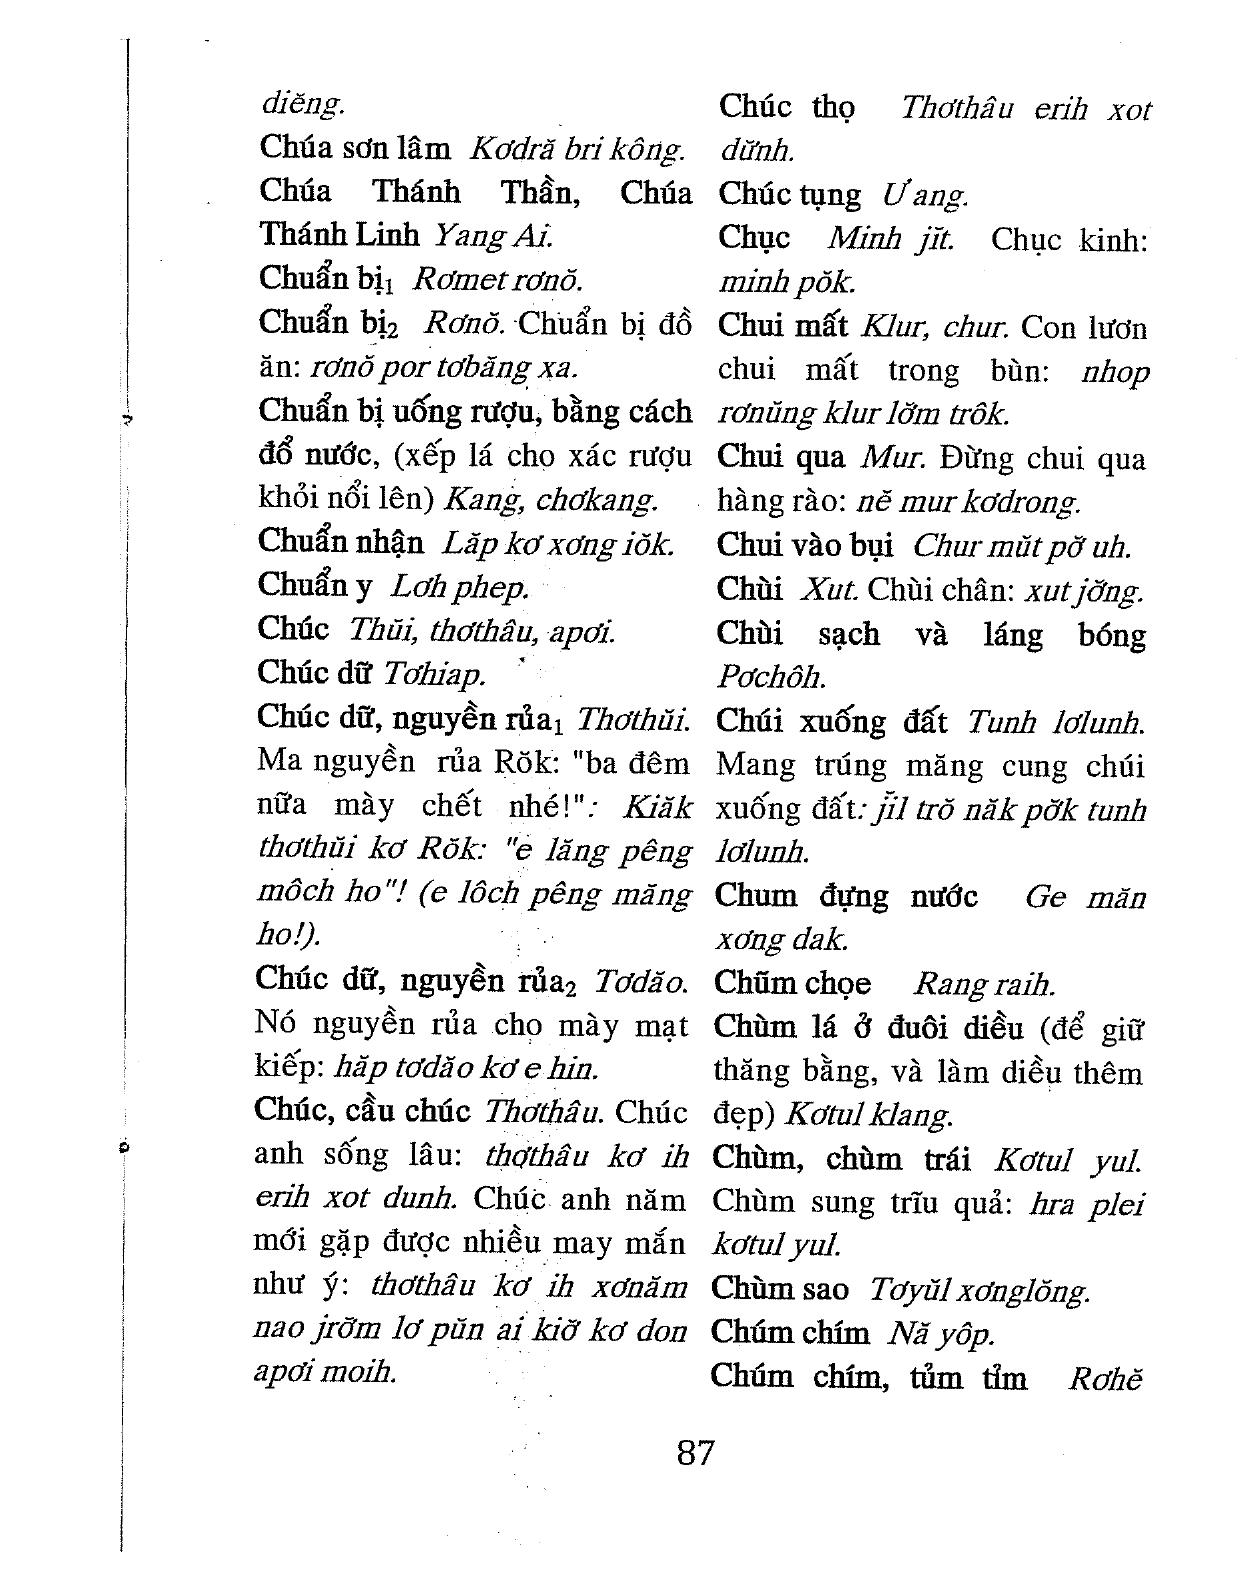 diĕng.
Chúa sơn lâm Kơdră bri kông.
Chúa Thánh Thần, Chúa
Thánh Linh Yang Ai.
Chuẩn bị₁ Rơmet rơnŏ.
Chuẩn bị₂ Rơnŏ. Chuẩn bị đồ
ăn: rơnŏ por tơbăng xa.
Chuẩn bị uống rượu, bằng cách
đổ nước, (xếp lá cho xác rượu
khỏi nổi lên) Kang, chơkang.
Chuẩn nhận Lăp kơ xơng iŏk.
Chuẩn y Lơh phep.
Chúc Thŭi, thơthâu, apơi.
Chúc dữ Tơhiap.
Chúc dữ, nguyền rủa₁ Thơthŭi.
Ma nguyền rủa Rŏk: "ba đêm
nữa mày chết nhé!": Kiăk
thơthŭi kơ Rŏk: "e lăng pêng
môch ho"! (e lôch pêng măng
ho!).
Chúc dữ, nguyền rủa₂ Tơdăo.
Nó nguyền rủa cho mày mạt
kiếp: hăp tơdăo kơ e hin.
Chúc, cầu chúc Thơthâu. Chúc
anh sống lâu: thơthâu kơ ih
erih xot dunh. Chúc anh năm
mới gặp được nhiều may mắn
như ý: thơthâu kơ ih xơnăm
nao jrơ̆m lơ pŭn ai kiơ̆ kơ don
apơi moih.
Chúc thọ Thơthâu erih xot
dŭnh.
Chúc tụng Ư ang.
Chục Minh jĭt. Chục kinh:
minh pŏk.
Chui mất Klur, chur. Con lươn
chui mất trong bùn: nhop
rơnŭng klur lơ̆m trôk.
Chui qua Mur. Đừng chui qua
hàng rào: nĕ mur kơdrong.
Chui vào bụi Chur mŭt pơ̆ uh.
Chùi Xut. Chùi chân: xut jơ̆ng.
Chùi sạch và láng bóng
Pơchôh.
Chúi xuống đất Tunh lơlunh.
Mang trúng măng cung chúi
xuống đất: jĭl trŏ năk pơ̆k tunh
lơlunh.
Chum đựng nước Ge măn
xơng dak.
Chũm chọe Rang raih.
Chùm lá ở đuôi diều (để giữ
thăng bằng, và làm diều thêm
đẹp) Kơtul klang.
Chùm, chùm trái Kơtul yul.
Chùm sung trĩu quả: hra plei
kơtul yul.
Chùm sao Tơyŭl xơnglŏng.
Chúm chím Nă yôp.
Chúm chím, tủm tỉm Rơhĕ
87